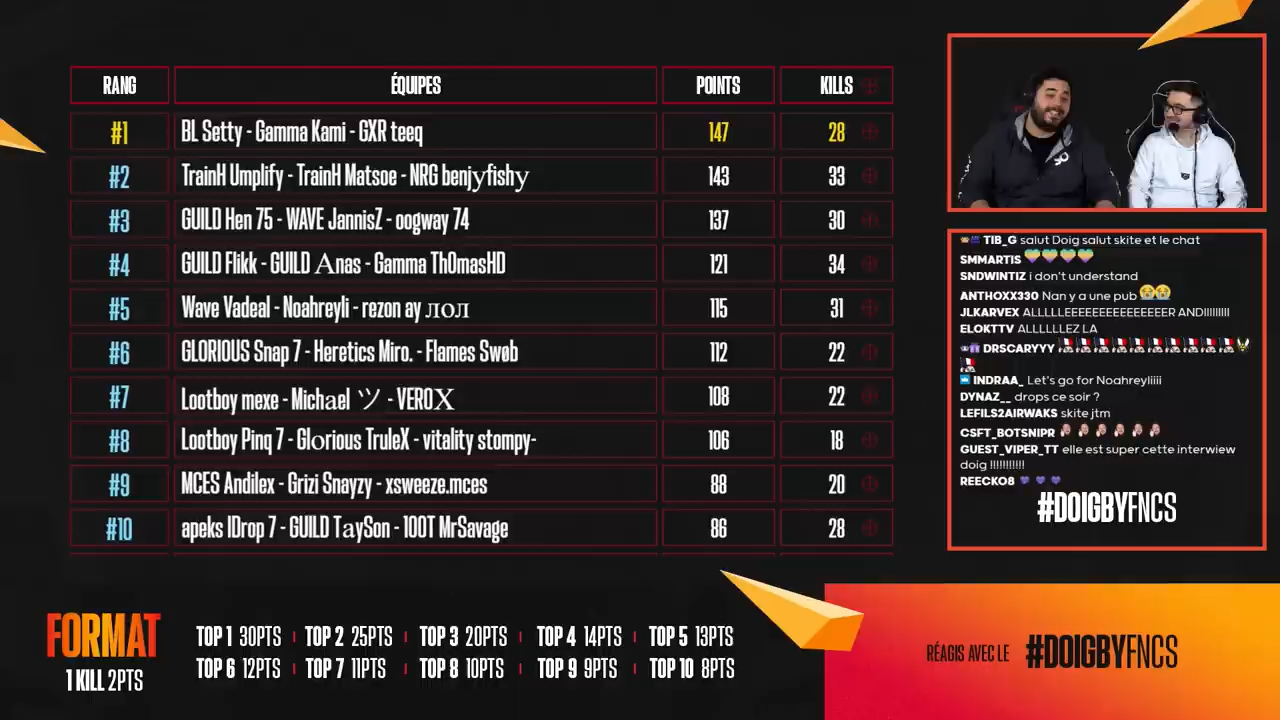 RANG ÉQUIPES POINTS KILLS
#1 BL Setty - Gamma Kami - GXR teeq 147 28
#2 TrainH Umplify - TrainH Matsoe - NRG benjyfishy 143 33
#3 GUILD Hen 75 - WAVE JannisZ - oogway 74 137 30
#4 GUILD Flikk - GUILD Anas - Gamma Th0masHD 121 34
#5 Wave Vadeal - Noahreyli - rezon ay лол 115 31
#6 GLORIOUS Snap 7 - Heretics Miro. - Flames Swəb 112 22
#7 Lootboy mexe - Michael ツ - VEROX 108 22
#8 Lootboy Pinq 7 - Glorious TruleX - vitality stompy- 106 18
#9 MCES Andilex - Grizi Snayzy - xsweeze.mces 88 20
#10 apeks IDrop 7 - GUILD TaySon - 100T MrSavage 86 28
TIB_G salut Doig salut skite et le chat
SMMARTIS
SNDWINTIZ i don't understand
ANTHOXX330 Nan y a une pub
JLKARVEX ALLLLLEEEEEEEEEEEEEEER ANDIIIIIIIII
ELOKTTV ALLLLLLEZ LA
DRSCARYYY
INDRAA_ Let's go for Noahreyliiii
DYNAZ__ drops ce soir ?
LEFILS2AIRWAKS skite jtm
CSFT_BOTSNIPR
GUEST_VIPER_TT elle est super cette interwiew
doig !!!!!!!!!!!
REECKO8
#DOIGBYFNCS
FORMAT
1 KILL 2PTS
TOP 1 30PTS TOP 2 25PTS TOP 3 20PTS TOP 4 14PTS TOP 5 13PTS
TOP 6 12PTS TOP 7 11PTS TOP 8 10PTS TOP 9 9PTS TOP 10 8PTS
RÉAGIS AVEC LE #DOIGBYFNCS